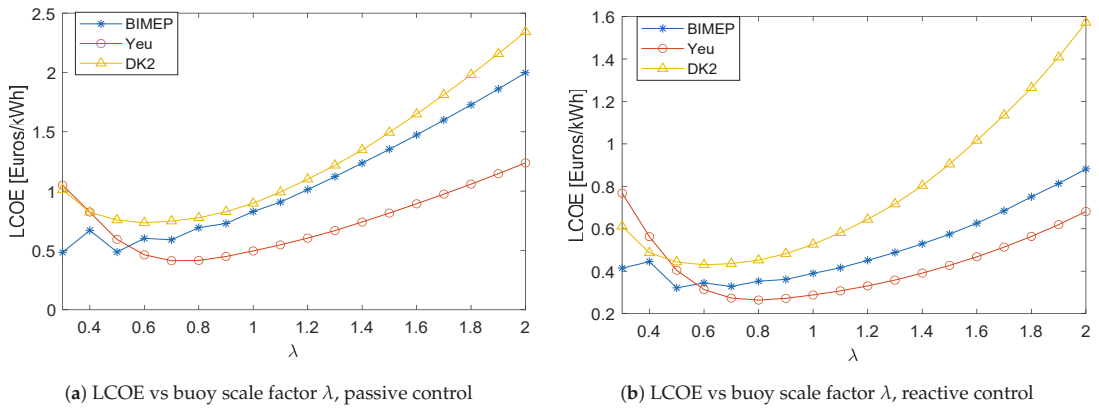 BIMEP
Yeu
DK2
LCOE [Euros/kWh]
2.5
2
1.5
1
0.5
0
0.4
0.6
0.8
1
1.2
1.4
1.6
1.8
2
λ
(a) LCOE vs buoy scale factor λ, passive control
BIMEP
Yeu
DK2
LCOE [Euros/kWh]
1.6
1.4
1.2
1
0.8
0.6
0.4
0.2
0.4
0.6
0.8
1
1.2
1.4
1.6
1.8
2
λ
(b) LCOE vs buoy scale factor λ, reactive control